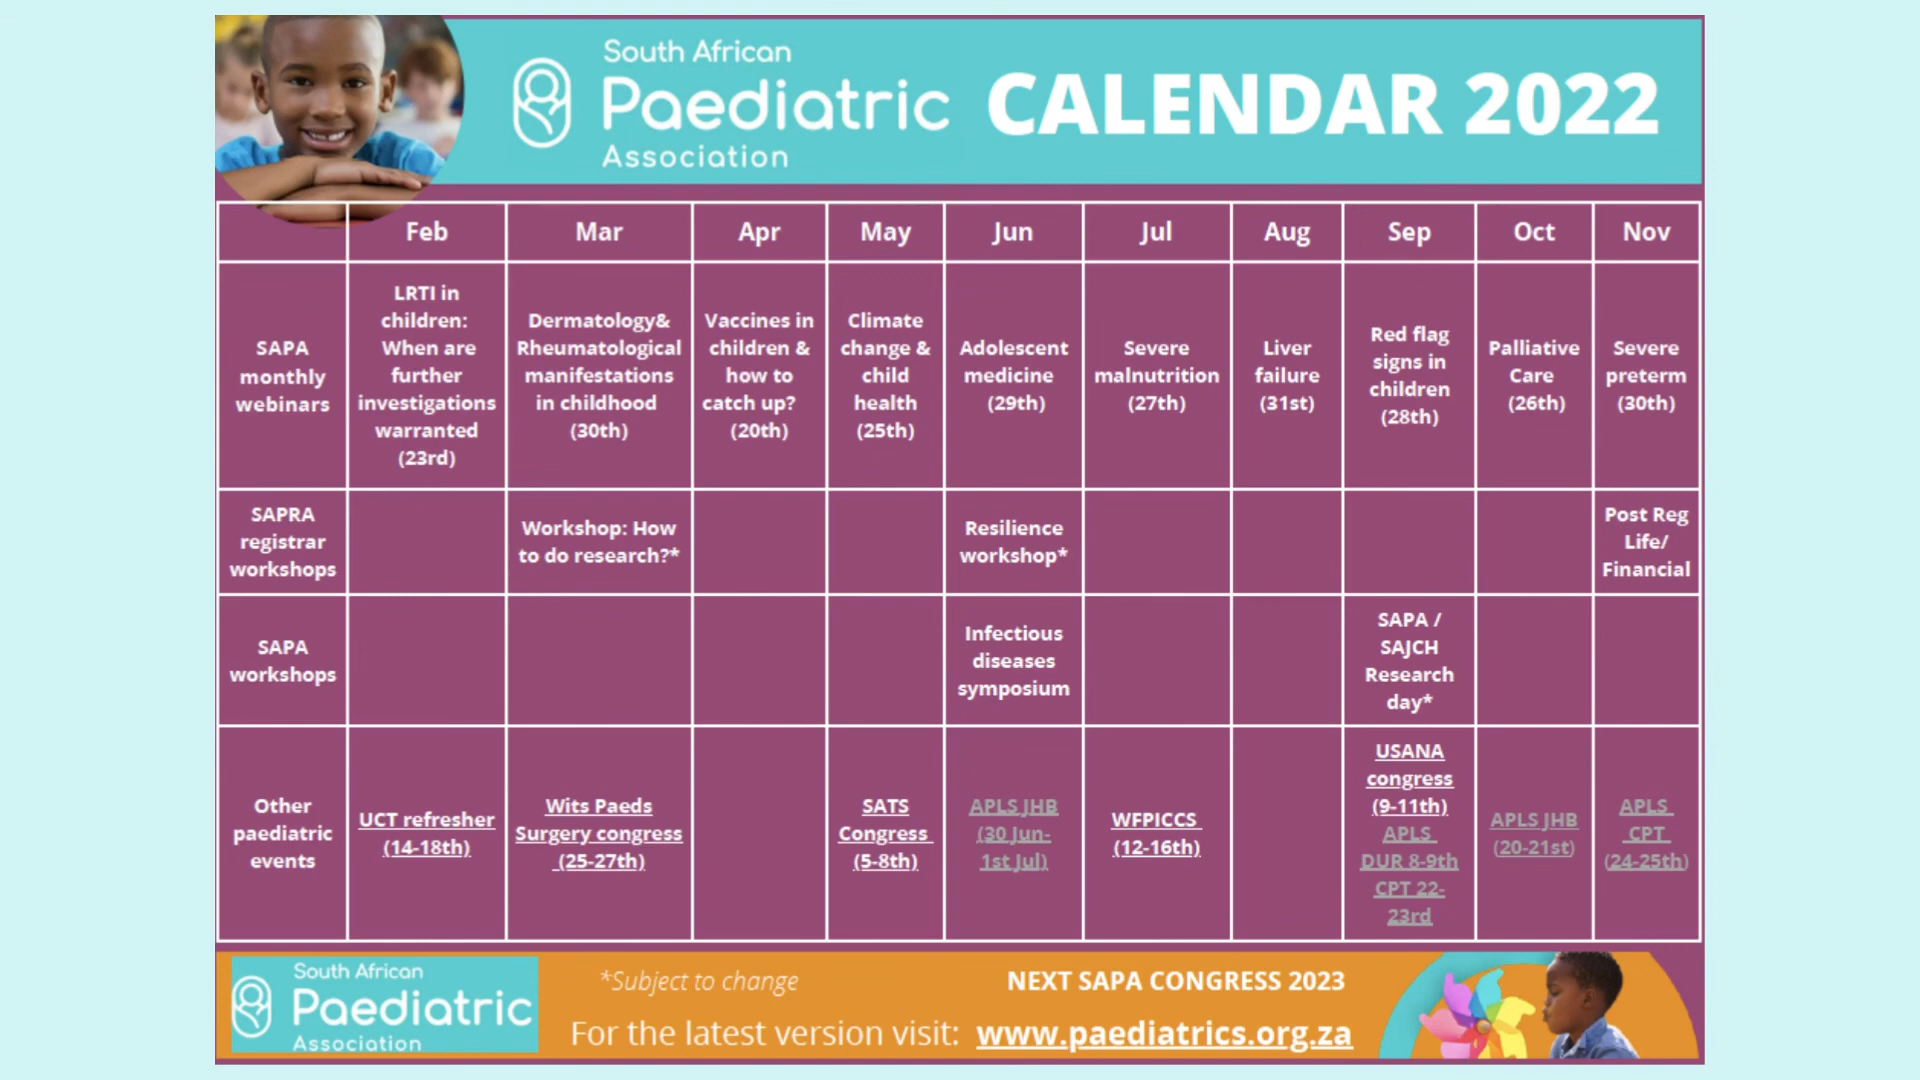 South African
Paediatric
Association
CALENDAR 2022
Feb
Mar
Apr
May
Jun
Jul
Aug
Sep
Oct
Nov
SAPA
monthly
webinars
LRTI in
children:
When are
further
investigations
warranted
(23rd)
Dermatology&
Rheumatological
manifestations
in childhood
(30th)
Vaccines in
children &
how to
catch up?
(20th)
Climate
change &
child
health
(25th)
Adolescent
medicine
(29th)
Severe
malnutrition
(27th)
Liver
failure
(31st)
Red flag
signs in
children
(28th)
Palliative
Care
(26th)
Severe
preterm
(30th)
SAPRA
registrar
workshops
Workshop: How
to do research?*
Resilience
workshop*
Post Reg
Life/
Financial
SAPA
workshops
Infectious
diseases
symposium
SAPA /
SAJCH
Research
day*
Other
paediatric
events
UCT refresher
(14-18th)
Wits Paeds
Surgery congress
(25-27th)
SATS
Congress
(5-8th)
APLS JHB
(30 Jun-
1st Jul)
WFPICCS
(12-16th)
USANA
congress
(9-11th)
APLS
DUR 8-9th
CPT 22-
23rd
APLS JHB
(20-21st)
APLS
CPT
(24-25th)
South African
Paediatric
Association
*Subject to change
NEXT SAPA CONGRESS 2023
For the latest version visit: www.paediatrics.org.za